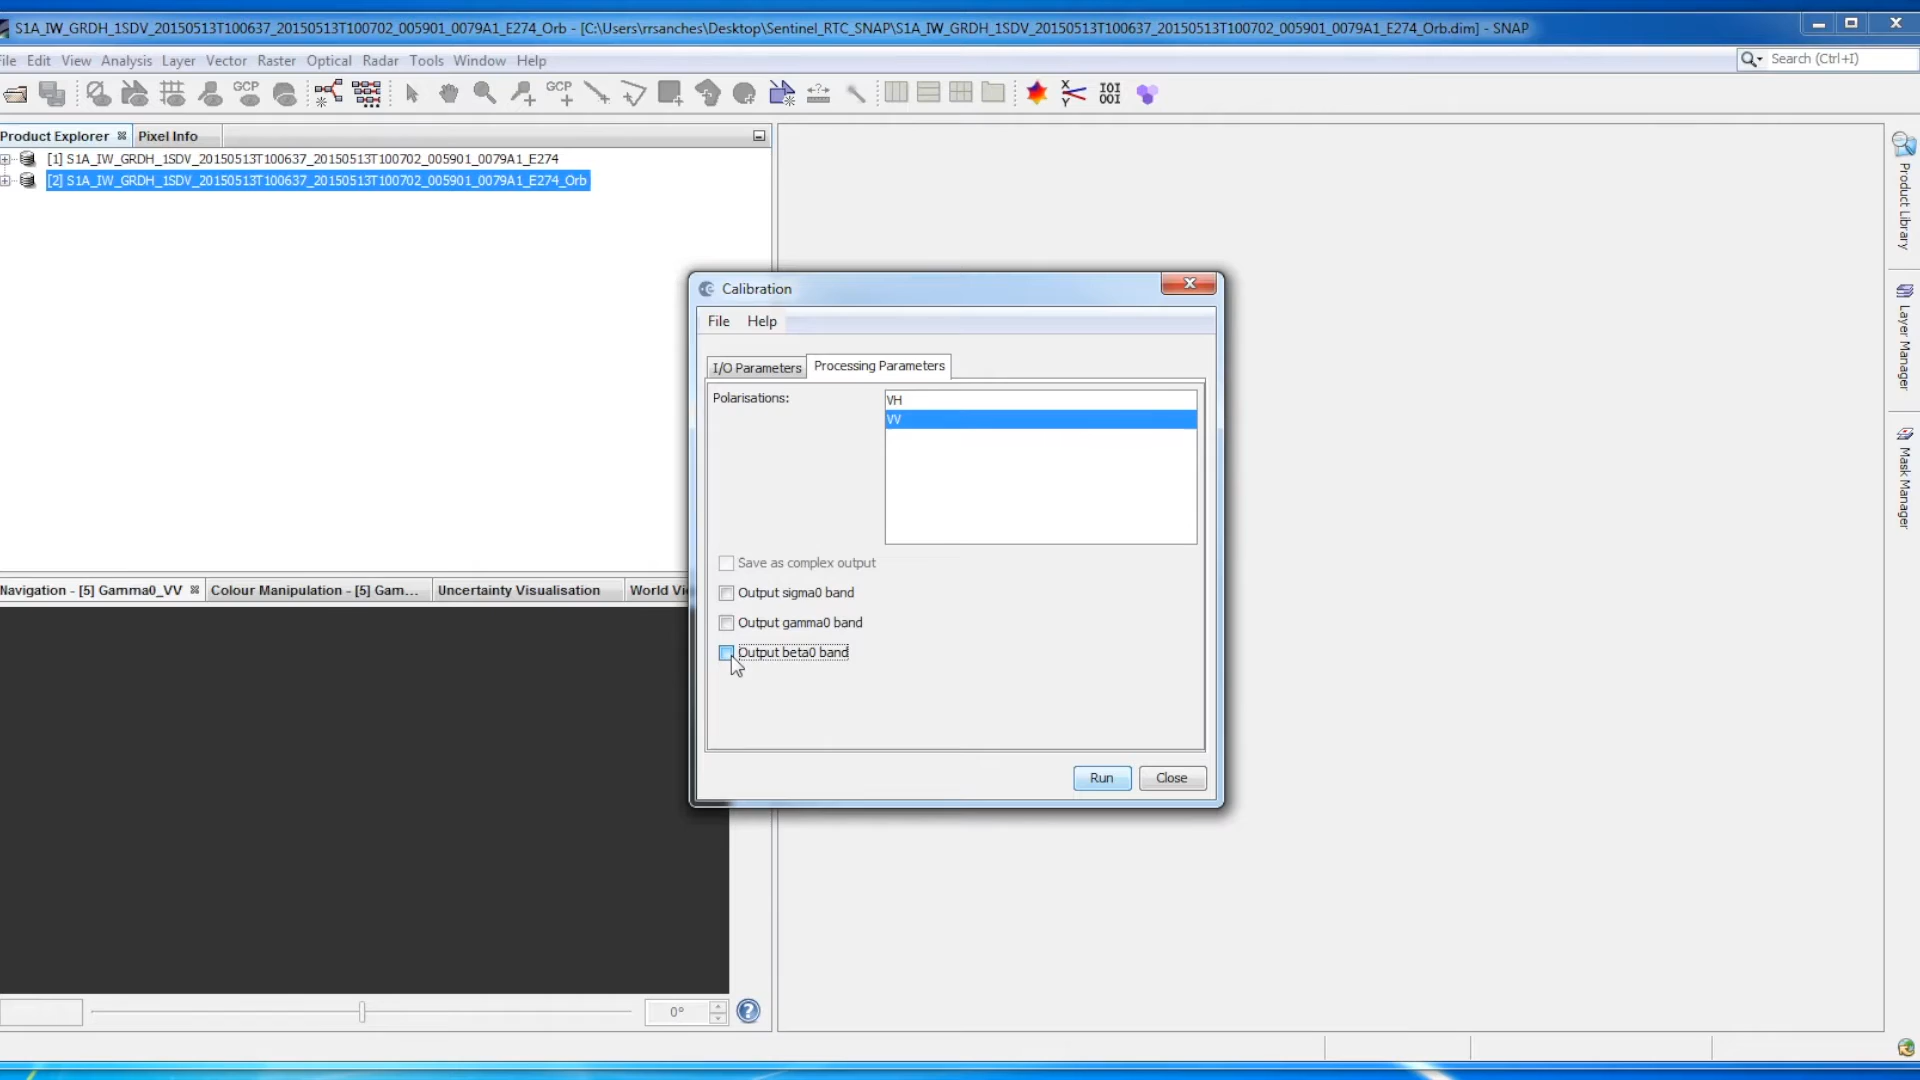 S1A_IW_GRDH_1SDV_20150513T100637_20150513T100702_005901_0079A1_E274_Orb - [C:\Users\rrsanches\Desktop\Sentinel_RTC_SNAP\S1A_IW_GRDH_1SDV_20150513T100637_20150513T100702_005901_0079A1_E274_Orb.dim] - SNAP
ile Edit View Analysis Layer Vector Raster Optical Radar Tools Window Help
Search (Ctrl+I)
GCP GCP
Product Explorer Pixel Info
[1] S1A_IW_GRDH_1SDV_20150513T100637_20150513T100702_005901_0079A1_E274
[2] S1A_IW_GRDH_1SDV_20150513T100637_20150513T100702_005901_0079A1_E274_Orb
Product Library
Layer Manager
Mask Manager
Calibration
File Help
I/O Parameters Processing Parameters
Polarisations:
VH
VV
Save as complex output
Output sigma0 band
Output gamma0 band
Output beta0 band
Run Close
Navigation - [5] Gamma0_VV Colour Manipulation - [5] Gam... Uncertainty Visualisation World Vi
0°